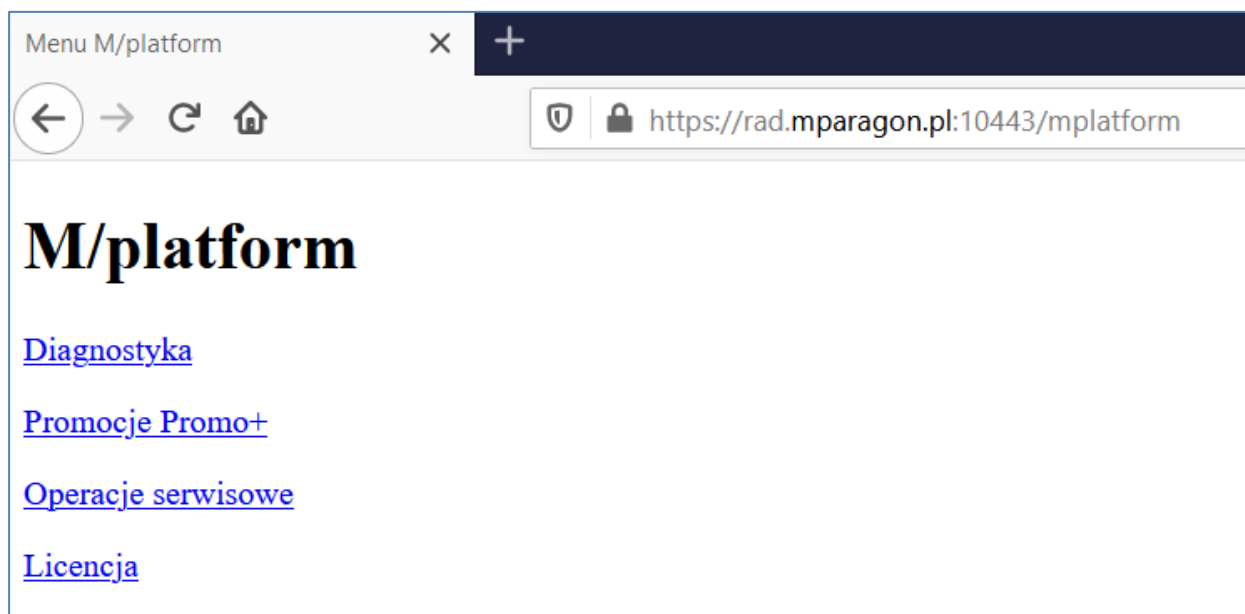 Menu M/platform
https://rad.mparagon.pl:10443/mplatform
M/platform
Diagnostyka
Promocje Promo+
Operacje serwisowe
Licencja